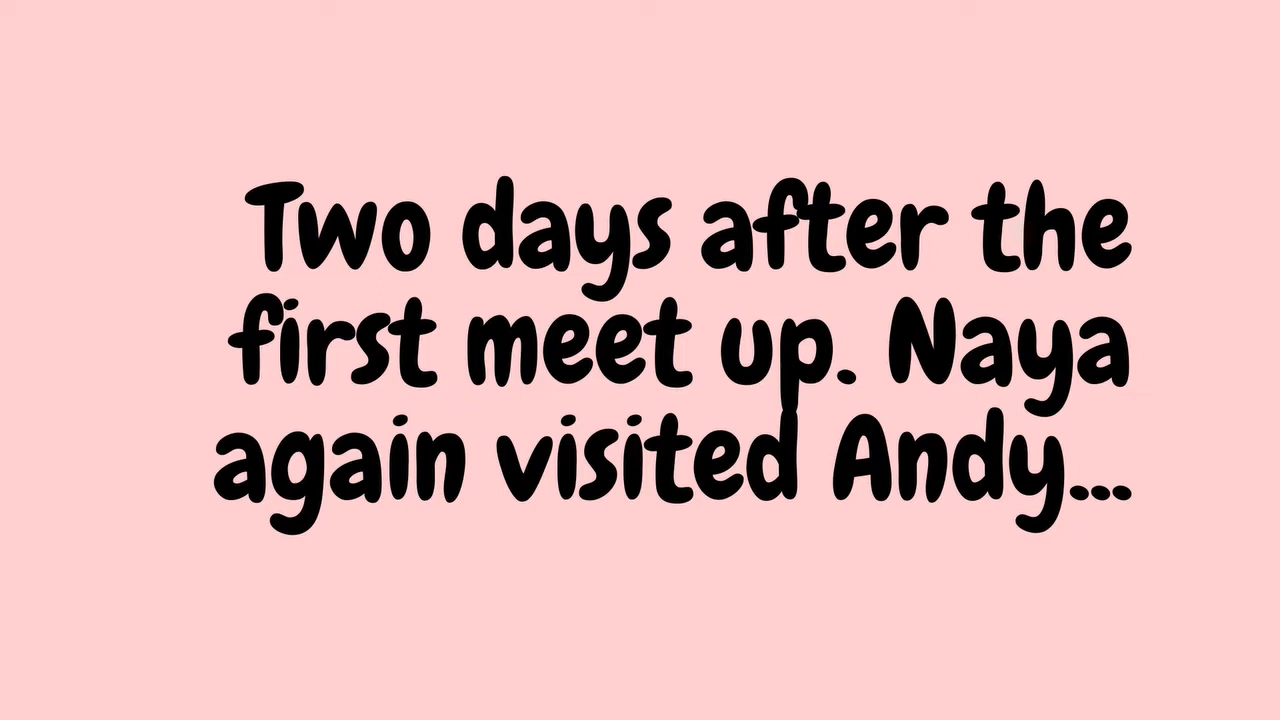 Two days after the
first meet up. Naya
again visited Andy...